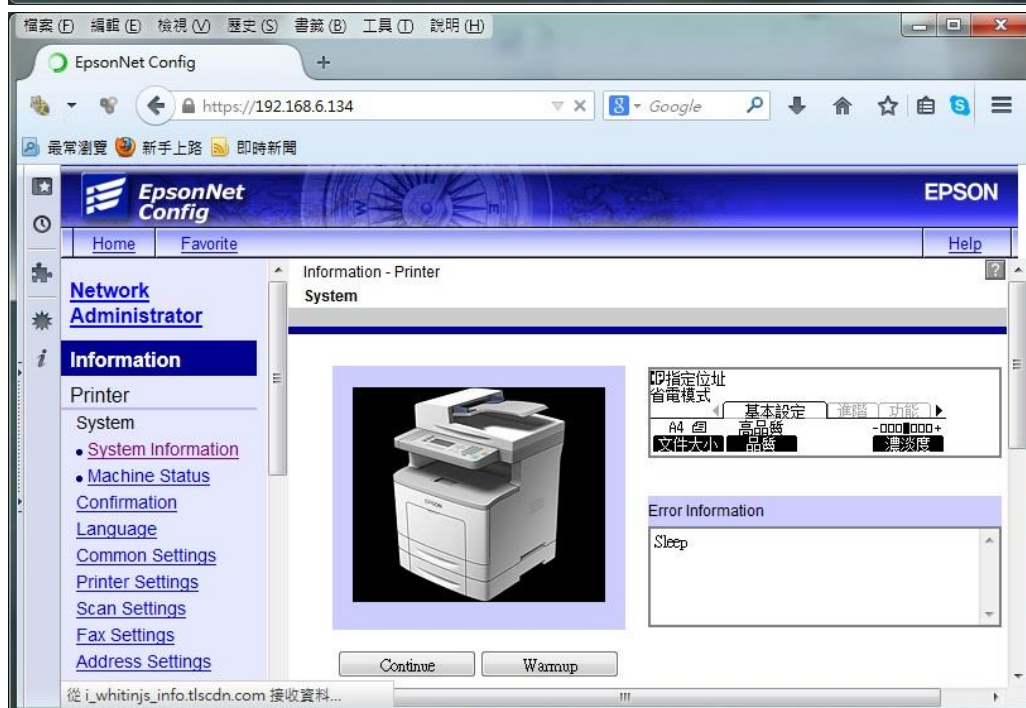 檔案(F) 編輯(E) 檢視(V) 歷史(S) 書籤(B) 工具(T) 說明(H)
EpsonNet Config
https://192.168.6.134
Google
最常瀏覽 新手上路 即時新聞
EpsonNet
Config
EPSON
Home Favorite Help
Network
Administrator
Information
Printer
System
• System Information
• Machine Status
Confirmation
Language
Common Settings
Printer Settings
Scan Settings
Fax Settings
Address Settings
Information - Printer
System
指定位址
省電模式
基本設定 進階 功能
A4 高品質 - +
文件大小 品質 濃淡度
Error Information
Sleep
Continue Warmup
從 i_whitinjs_info.tlscdn.com 接收資料...